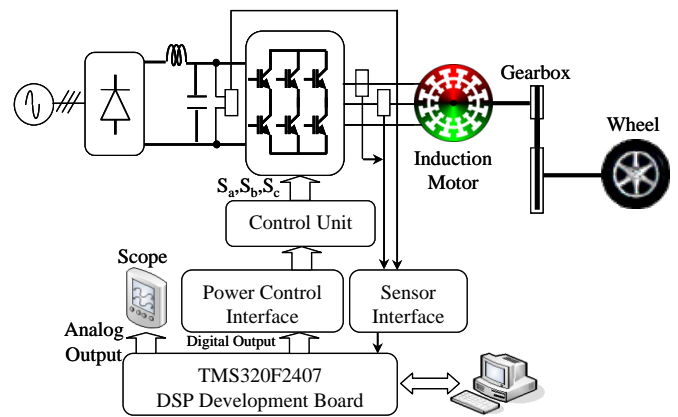 Gearbox
Wheel
Induction
Motor
Sa,Sb,Sc
Control Unit
Scope
Power Control
Interface
Sensor
Interface
Analog
Output
Digital Output
TMS320F2407
DSP Development Board